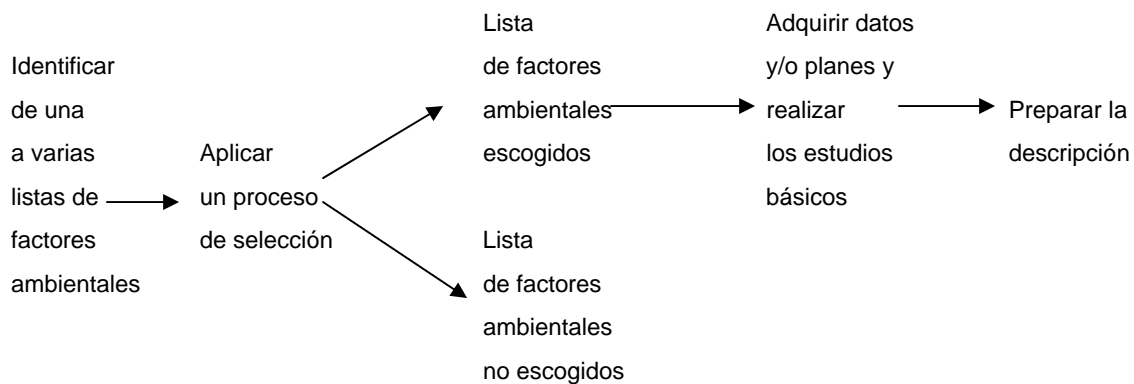 Identificar
de una
a varias
listas de
factores
ambientales
Aplicar
un proceso
de selección
Lista
de factores
ambientales
escogidos
Lista
de factores
ambientales
no escogidos
Adquirir datos
y/o planes y
realizar
los estudios
básicos
Preparar la
descripción